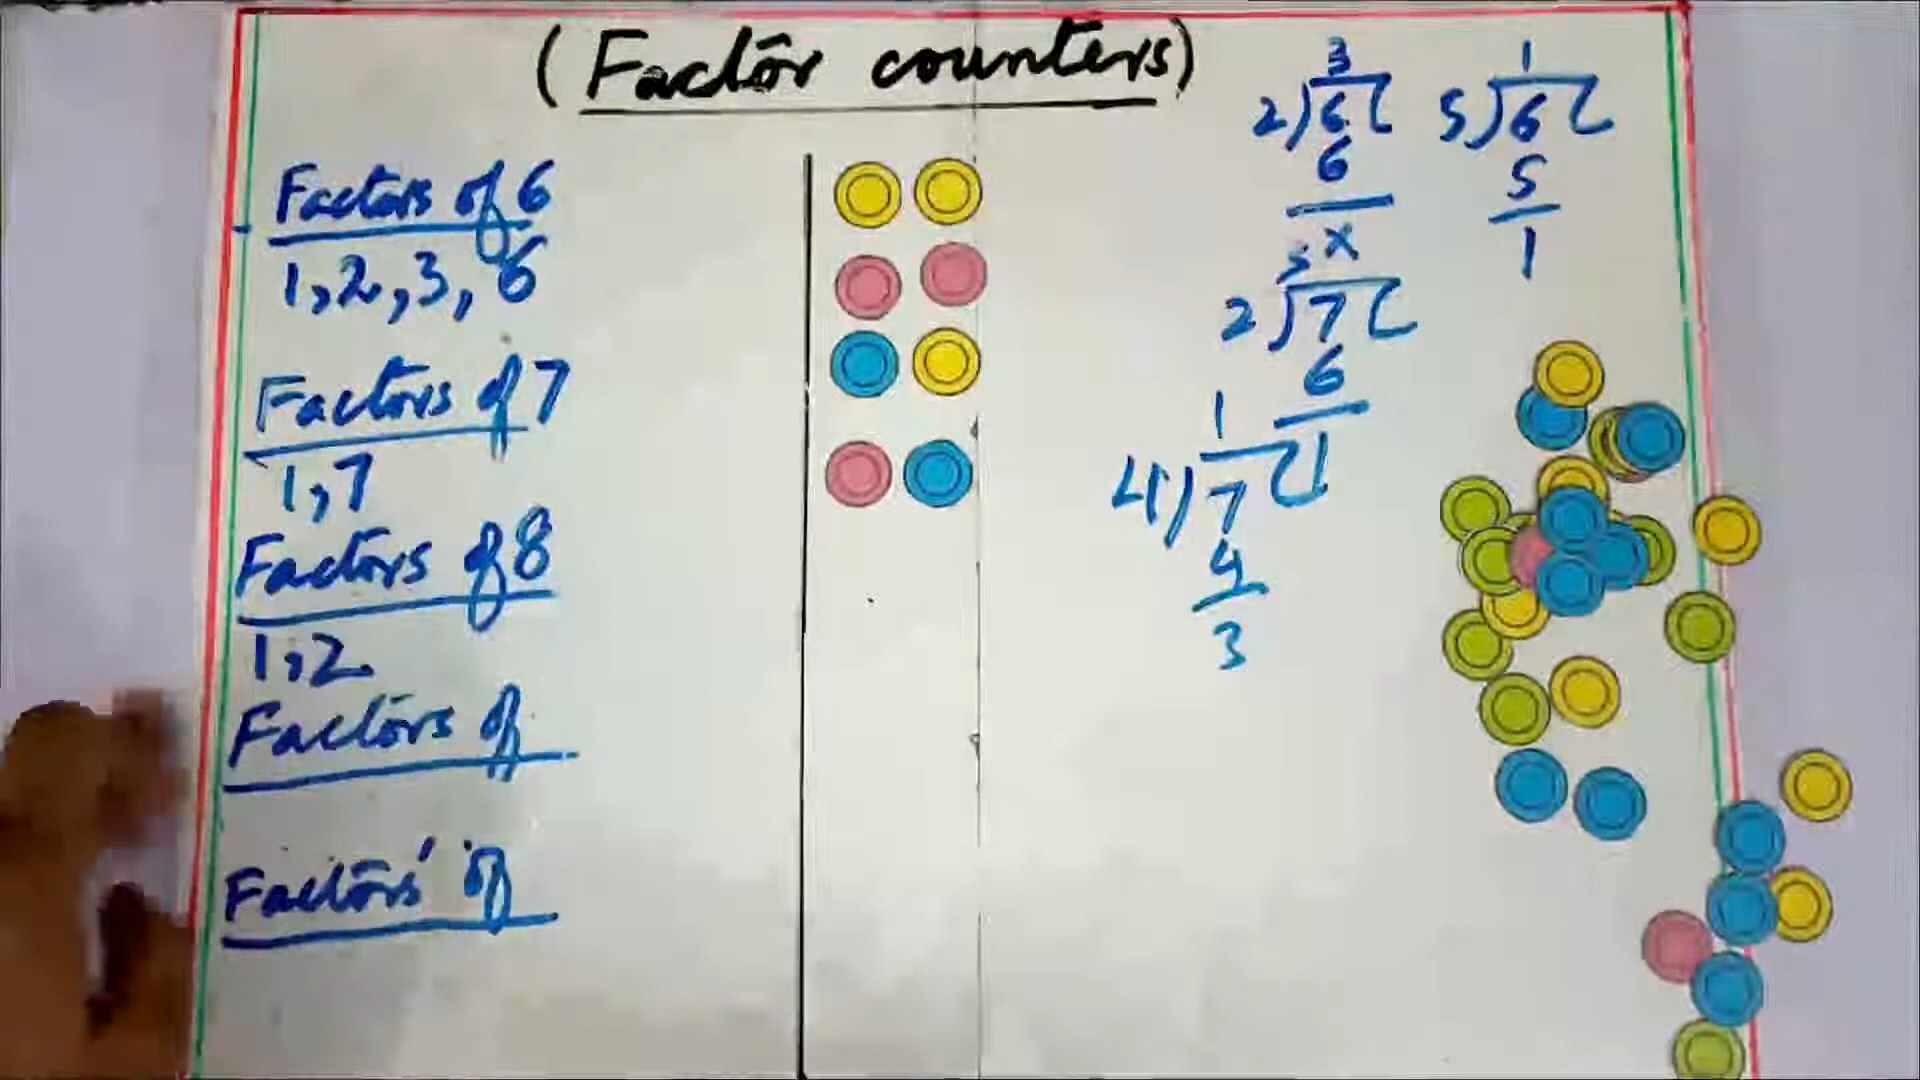 (Factor counters)
Factors of 6
1,2,3,6
Factors of 7
1,7
Factors of 8
1,2
Factors of
Factors of
3
2)6(
6
x
1
5)6(
5
1
3
2)7(
6
1
1
4)7(
4
3